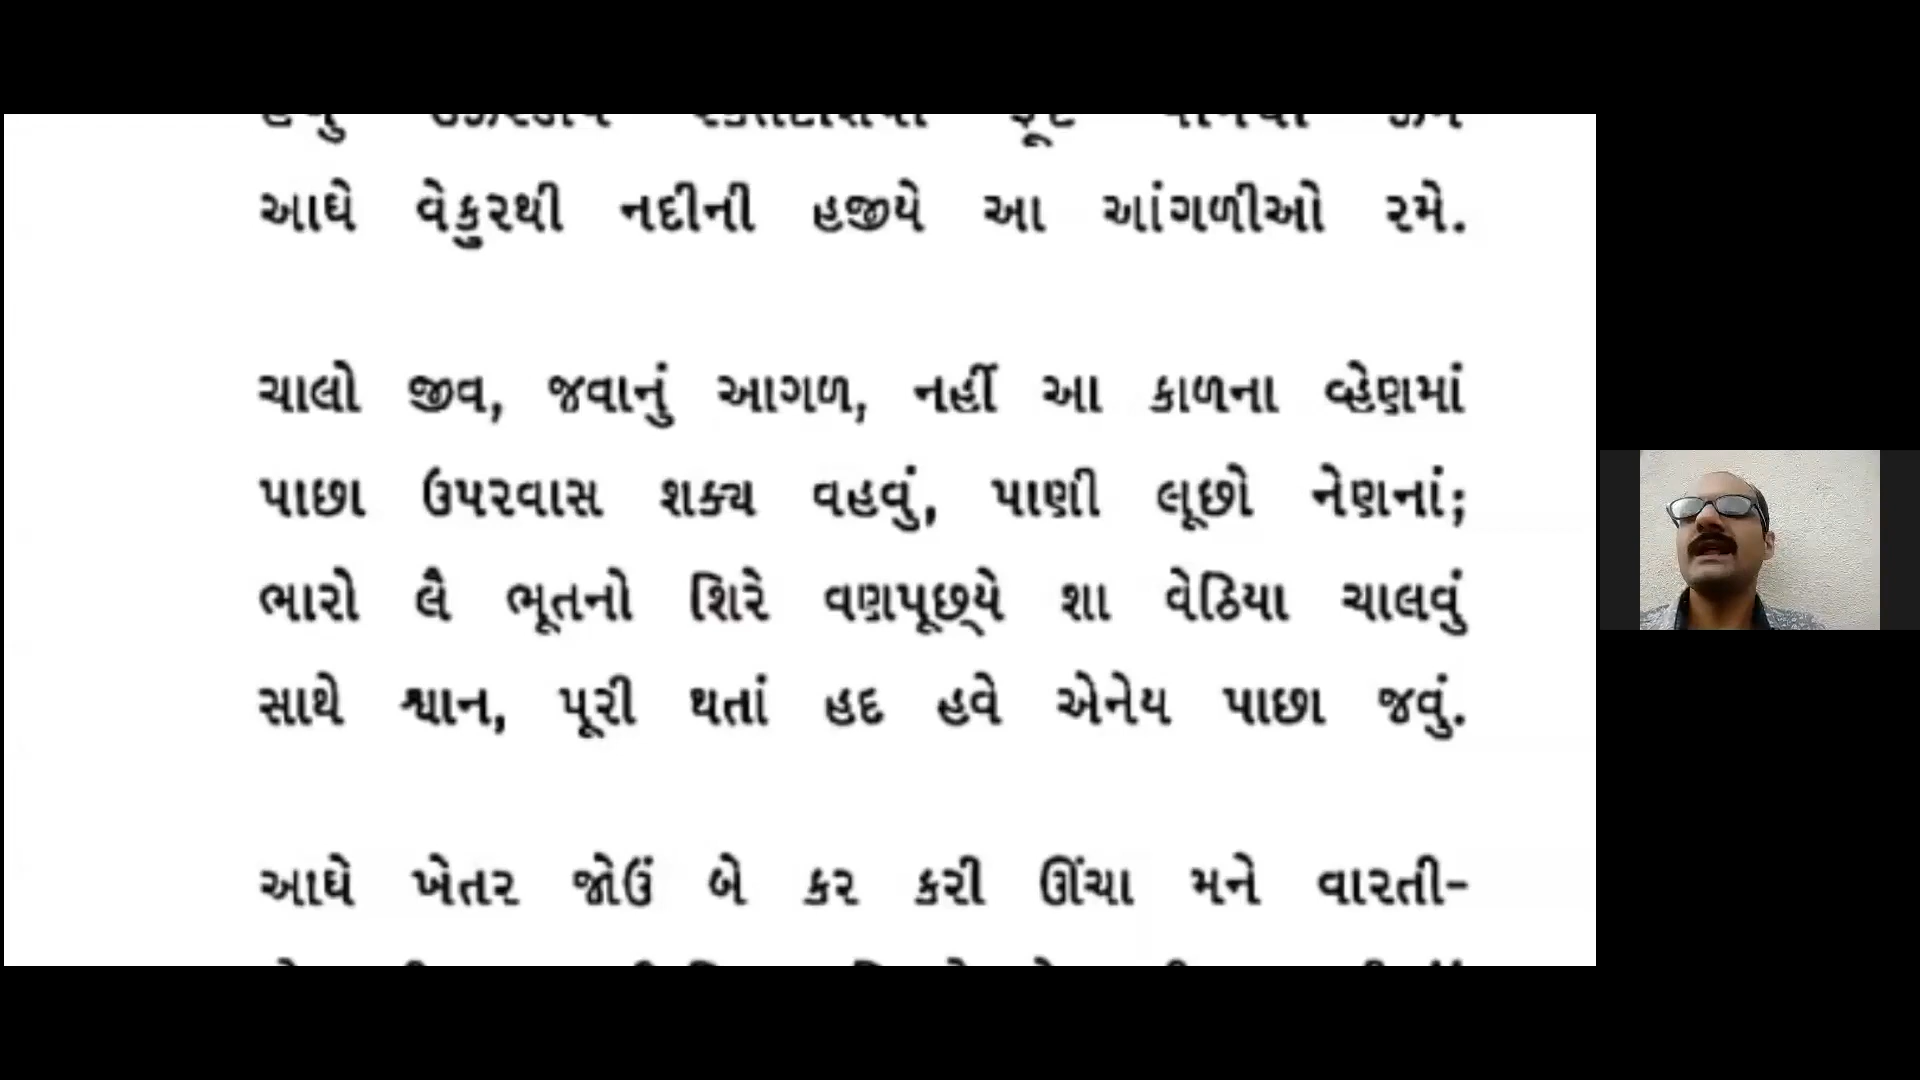 આઘે વેકુરથી નદીની હજીયે આ આંગળીઓ રમે.
ચાલો જીવ, જવાનું આગળ, નહીં આ કાળના વ્હેણમાં
પાછા ઉપરવાસ શક્ય વહવું, પાણી લૂછો નેણનાં;
ભારો લૈ ભૂતનો શિરે વણપૂછ્યે શા વેઠિયા ચાલવું
સાથે શ્વાન, પૂરી થતાં હદ હવે એનેય પાછા જવું.
આઘે ખેતર જોઉં બે કર કરી ઊંચા મને વારતી–